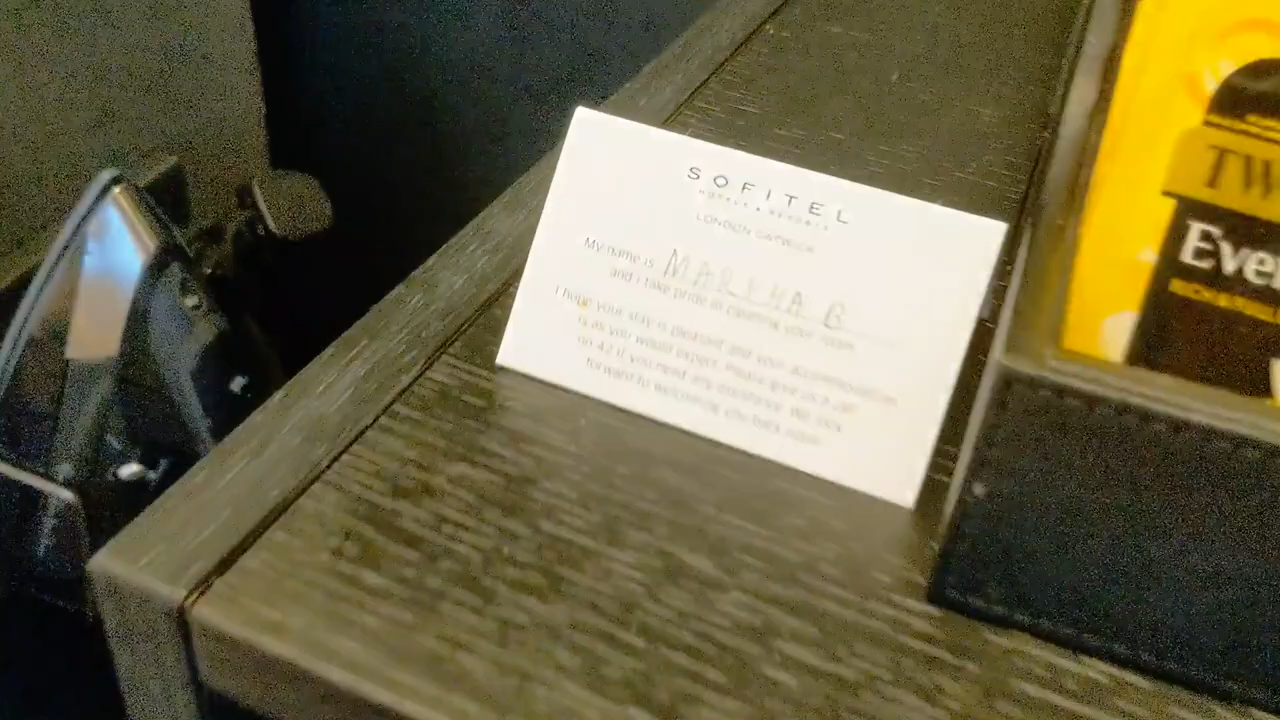 SOFITEL
HOTELS & RESORTS
LONDON GATWICK
My name is MARTHA B
and i take pride in cleaning your room.
I hope your stay is pleasant and your accommodation
is as you would expect. Please give us a call
on 42 if you need any assistance. We look
forward to welcoming you back soon.
TW
Ever